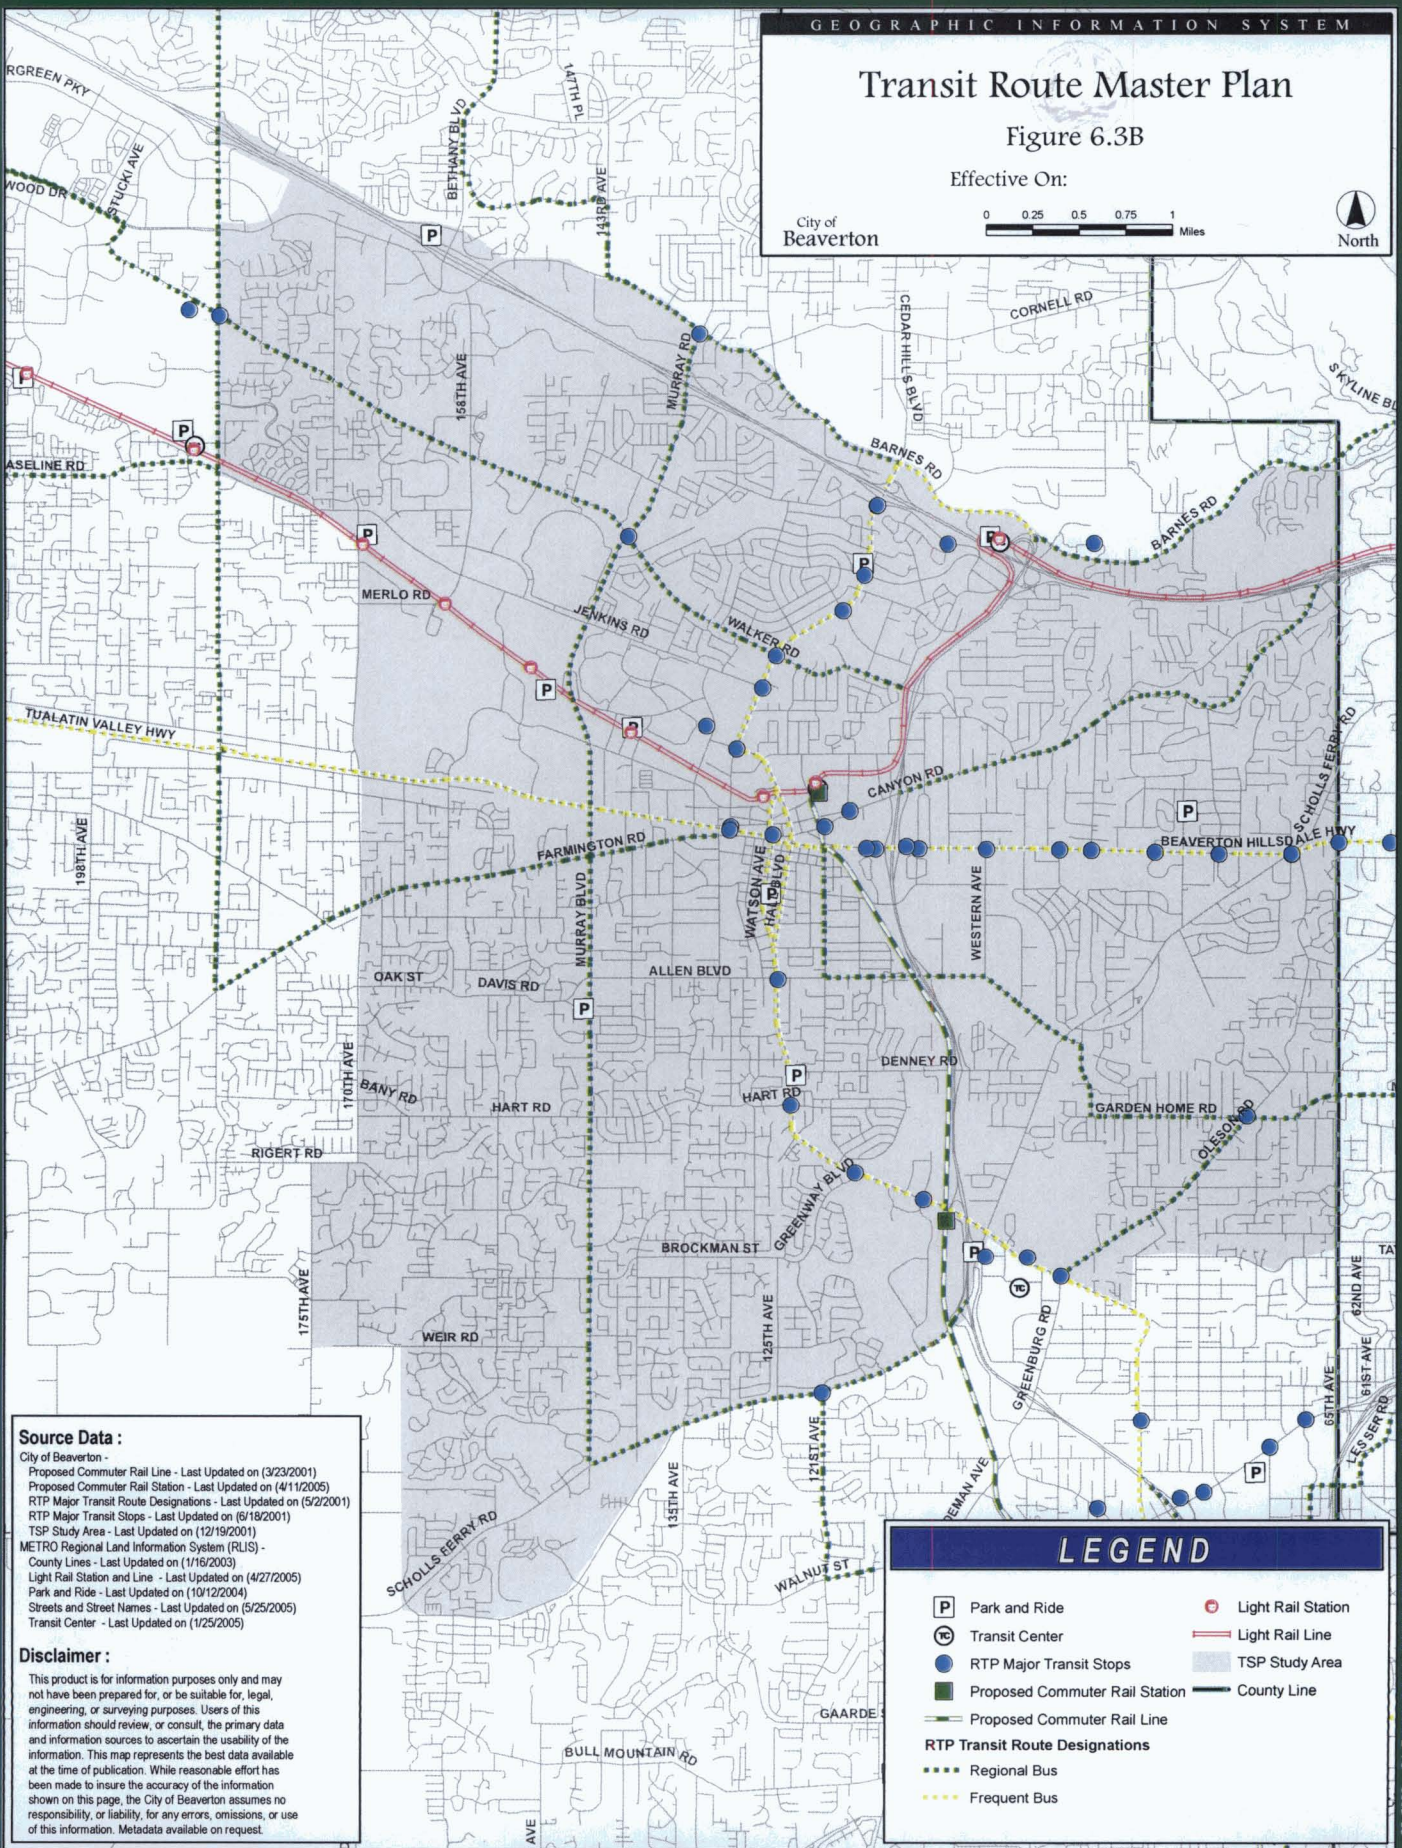 GEOGRAPHIC INFORMATION SYSTEM
Transit Route Master Plan
Figure 6.3B
Effective On:
City of
Beaverton
0 0.25 0.5 0.75 1
Miles
North
RGREEN PKY
STUCKI AVE
WOOD DR
BETHANY BLVD
147TH PL
143RD AVE
P
CORNELL RD
CEDAR HILLS BLVD
SKYLINE BL
158TH AVE
MURRAY RD
BARNES RD
P
P
ASELINE RD
P
P
BARNES RD
P
MERLO RD
JENKINS RD
WALKER RD
P
P
TUALATIN VALLEY HWY
SCHOLLS FERRY RD
CANYON RD
P
198TH AVE
FARMINGTON RD
BEAVERTON HILLSDALE HWY
WATSON AVE
HALL BLVD
P
MURRAY BLVD
WESTERN AVE
OAK ST
DAVIS RD
ALLEN BLVD
P
170TH AVE
BANY RD
HART RD
HART RD
P
DENNEY RD
GARDEN HOME RD
OLESON RD
RIGERT RD
GREENWAY BLVD
BROCKMAN ST
P
TC
TA
175TH AVE
WEIR RD
125TH AVE
GREENBURG RD
62ND AVE
61ST AVE
65TH AVE
LESSER RD
P
121ST AVE
135TH AVE
DEMAN AVE
SCHOLLS FERRY RD
WALNUT ST
GAARDE S
BULL MOUNTAIN RD
AVE
Source Data :
City of Beaverton -
Proposed Commuter Rail Line - Last Updated on (3/23/2001)
Proposed Commuter Rail Station - Last Updated on (4/11/2005)
RTP Major Transit Route Designations - Last Updated on (5/2/2001)
RTP Major Transit Stops - Last Updated on (6/18/2001)
TSP Study Area - Last Updated on (12/19/2001)
METRO Regional Land Information System (RLIS) -
County Lines - Last Updated on (1/16/2003)
Light Rail Station and Line - Last Updated on (4/27/2005)
Park and Ride - Last Updated on (10/12/2004)
Streets and Street Names - Last Updated on (5/25/2005)
Transit Center - Last Updated on (1/25/2005)
Disclaimer :
This product is for information purposes only and may
not have been prepared for, or be suitable for, legal,
engineering, or surveying purposes. Users of this
information should review, or consult, the primary data
and information sources to ascertain the usability of the
information. This map represents the best data available
at the time of publication. While reasonable effort has
been made to insure the accuracy of the information
shown on this page, the City of Beaverton assumes no
responsibility, or liability, for any errors, omissions, or use
of this information. Metadata available on request.
LEGEND
P Park and Ride
TC Transit Center
RTP Major Transit Stops
Proposed Commuter Rail Station
Proposed Commuter Rail Line
RTP Transit Route Designations
Regional Bus
Frequent Bus
Light Rail Station
Light Rail Line
TSP Study Area
County Line